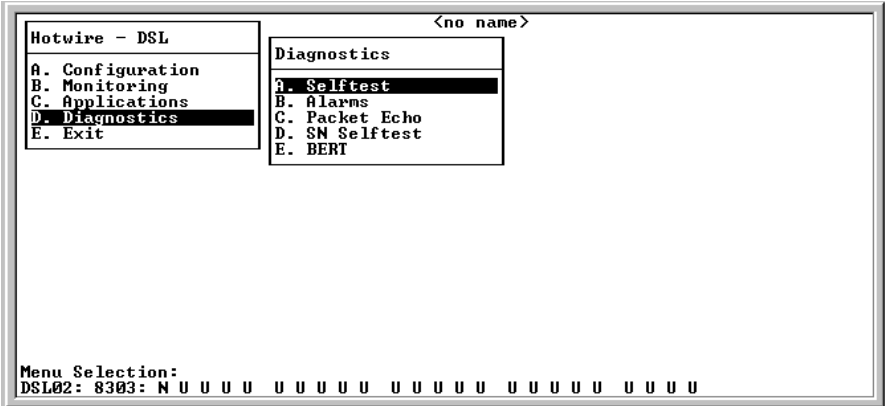 <no name>
Hotwire - DSL
A. Configuration
B. Monitoring
C. Applications
D. Diagnostics
E. Exit
Diagnostics
A. Selftest
B. Alarms
C. Packet Echo
D. SN Selftest
E. BERT
Menu Selection:
DSL02: 8303: N U U U U  U U U U U  U U U U U  U U U U U  U U U U